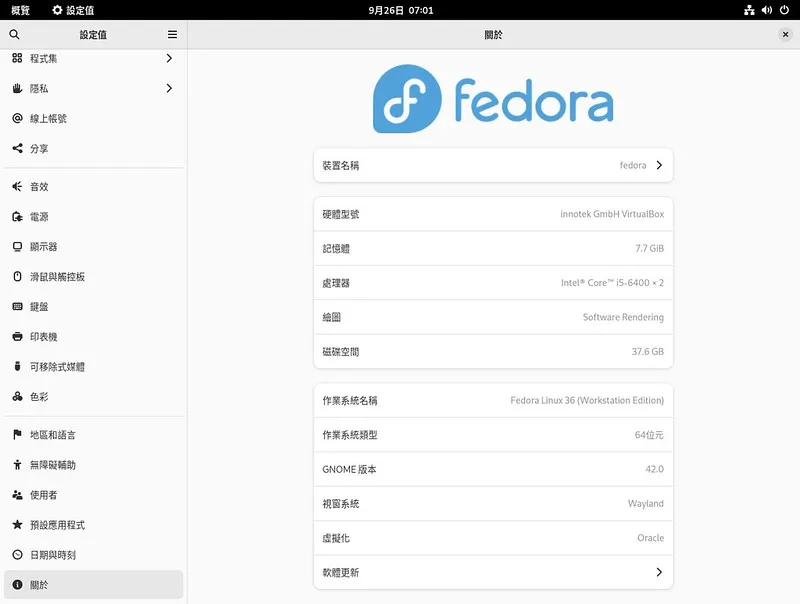 概覽 設定值 9月26日 07:01
設定值 關於
程式集
隱私
線上帳號
分享
音效
電源
顯示器
滑鼠與觸控板
鍵盤
印表機
可移除式媒體
色彩
地區和語言
無障礙輔助
使用者
預設應用程式
日期與時刻
關於
fedora
裝置名稱 fedora
硬體型號 innotek GmbH VirtualBox
記憶體 7.7 GiB
處理器 Intel® Core™ i5-6400 × 2
繪圖 Software Rendering
磁碟空間 37.6 GB
作業系統名稱 Fedora Linux 36 (Workstation Edition)
作業系統類型 64位元
GNOME 版本 42.0
視窗系統 Wayland
虛擬化 Oracle
軟體更新